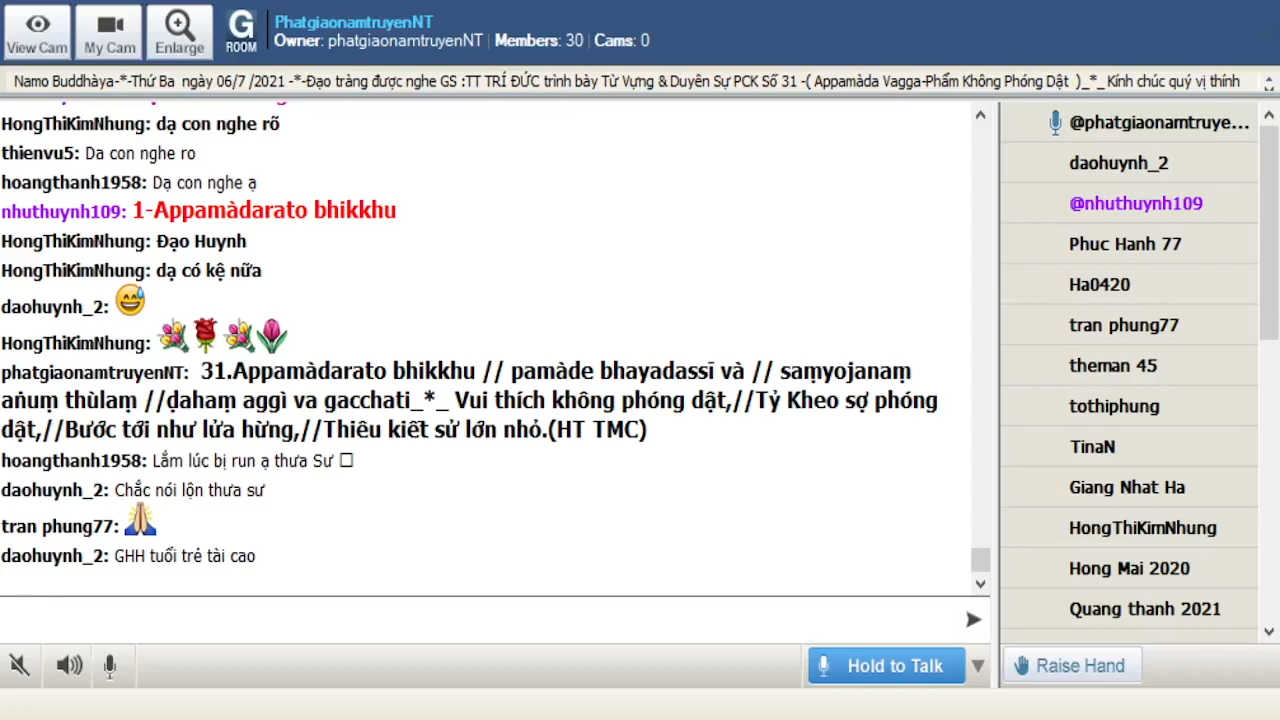 View Cam
My Cam
Enlarge
G
ROOM
PhatgiaonamtruyenNT
Owner: phatgiaonamtruyenNT | Members: 30 | Cams: 0
Namo Buddhàya-*-Thứ Ba ngày 06/7 /2021 -*-Đạo tràng được nghe GS :TT TRÍ ĐỨC trình bày Từ Vựng & Duyên Sự PCK Số 31 -( Appamàda Vagga-Phẩm Không Phóng Dật )_*_ Kính chúc quý vị thính
HongThiKimNhung: dạ con nghe rõ
thienvu5: Da con nghe ro
hoangthanh1958: Dạ con nghe ạ
nhuthuynh109: 1-Appamàdarato bhikkhu
HongThiKimNhung: Đạo Huynh
HongThiKimNhung: dạ có kệ nữa
daohuynh_2:
HongThiKimNhung:
phatgiaonamtruyenNT: 31.Appamàdarato bhikkhu // pamàde bhayadassī và // saṃyojanaṃ
aṅuṃ thùlaṃ //ḍahaṃ aggì va gacchati_*_ Vui thích không phóng dật,//Tỷ Kheo sợ phóng
dật,//Bước tới như lửa hừng,//Thiêu kiết sử lớn nhỏ.(HT TMC)
hoangthanh1958: Lắm lúc bị run ạ thưa Sư
daohuynh_2: Chắc nói lộn thưa sư
tran phung77:
daohuynh_2: GHH tuổi trẻ tài cao
@phatgiaonamtruye...
daohuynh_2
@nhuthuynh109
Phuc Hanh 77
Ha0420
tran phung77
theman 45
tothiphung
TinaN
Giang Nhat Ha
HongThiKimNhung
Hong Mai 2020
Quang thanh 2021
Hold to Talk
Raise Hand